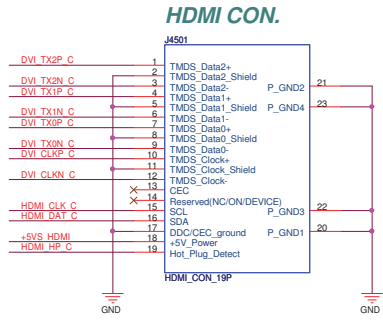 HDMI CON.
J4501
DVI_TX2P_C 1 TMDS_Data2+
2 TMDS_Data2_Shield
DVI_TX2N_C 3 TMDS_Data2- P_GND2 21
DVI_TX1P_C 4 TMDS_Data1+
5 TMDS_Data1_Shield P_GND4 23
DVI_TX1N_C 6 TMDS_Data1-
DVI_TX0P_C 7 TMDS_Data0+
8 TMDS_Data0_Shield
DVI_TX0N_C 9 TMDS_Data0-
DVI_CLKP_C 10 TMDS_Clock+
11 TMDS_Clock_Shield
DVI_CLKN_C 12 TMDS_Clock-
13 CEC
14 Reserved(NC/ON/DEVICE)
HDMI_CLK_C 15 SCL P_GND3 22
HDMI_DAT_C 16 SDA
17 DDC/CEC_ground P_GND1 20
+5VS_HDMI 18 +5V_Power
HDMI_HP_C 19 Hot_Plug_Detect
HDMI_CON_19P
GND GND